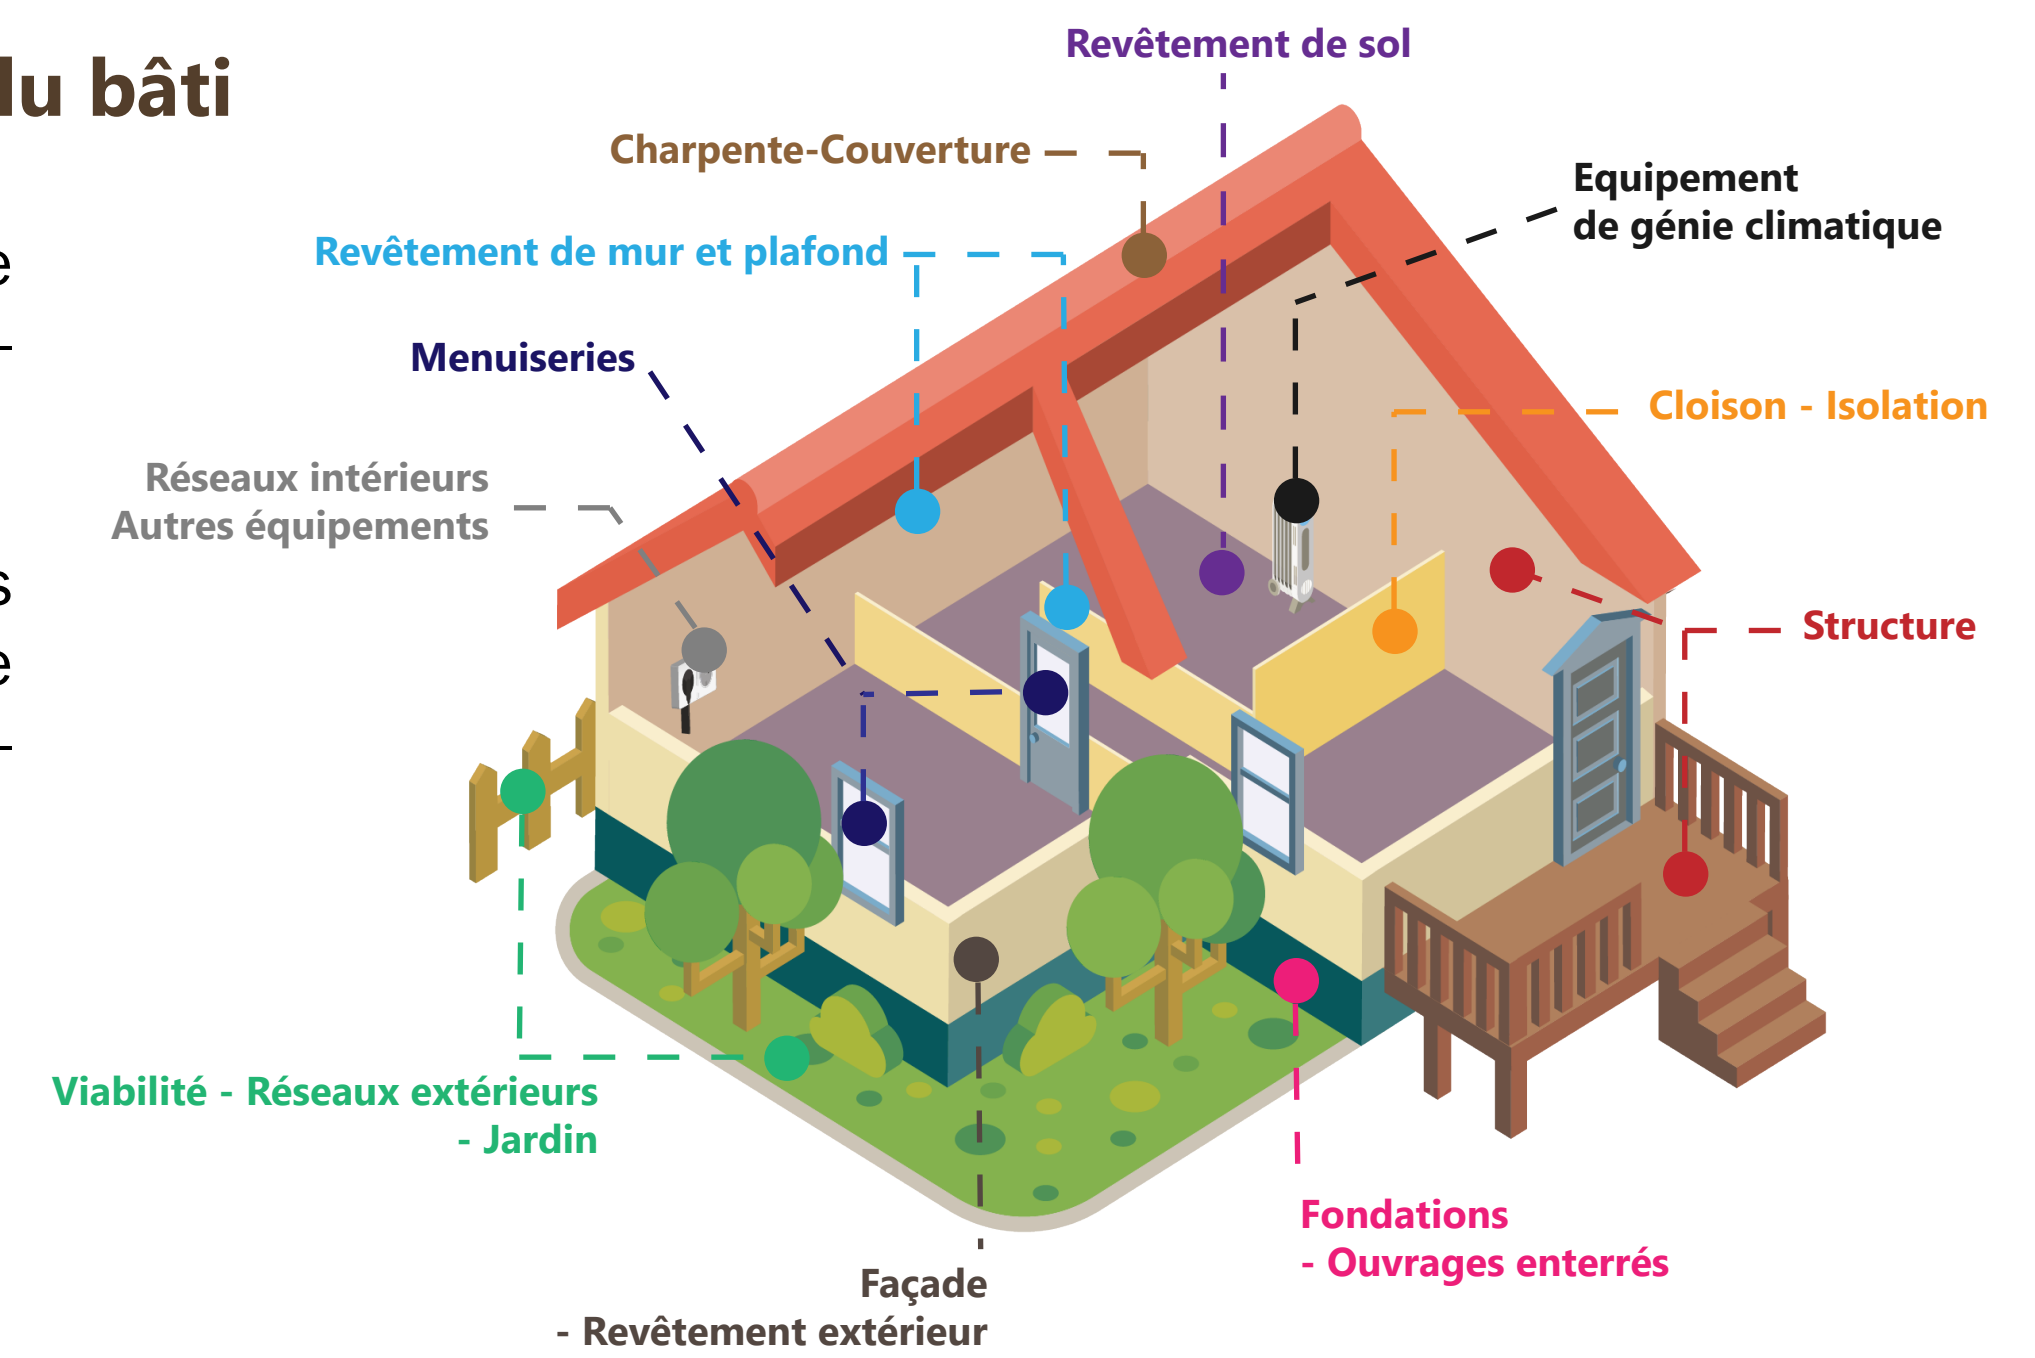 du bâti
e
s
e
Revêtement de sol
Charpente-Couverture
Equipement
de génie climatique
Revêtement de mur et plafond
Menuiseries
Cloison - Isolation
Réseaux intérieurs
Autres équipements
Structure
Viabilité - Réseaux extérieurs
- Jardin
Fondations
- Ouvrages enterrés
Façade
- Revêtement extérieur